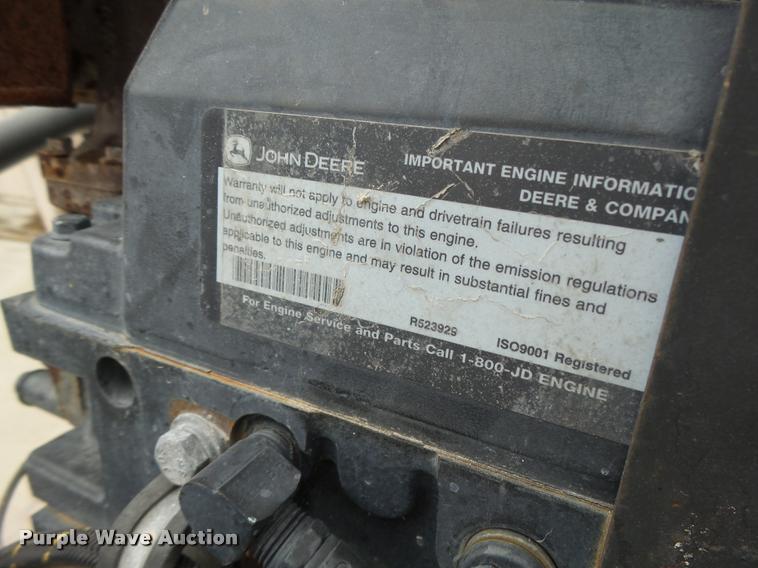 JOHN DEERE
IMPORTANT ENGINE INFORMATIO
DEERE & COMPAN
Warranty will not apply to engine and drivetrain failures resulting
from unauthorized adjustments to this engine.
Unauthorized adjustments are in violation of the emission regulations
applicable to this engine and may result in substantial fines and
penalties.
R523929 ISO9001 Registered
For Engine Service and Parts Call 1-800-JD ENGINE
Purple Wave Auction